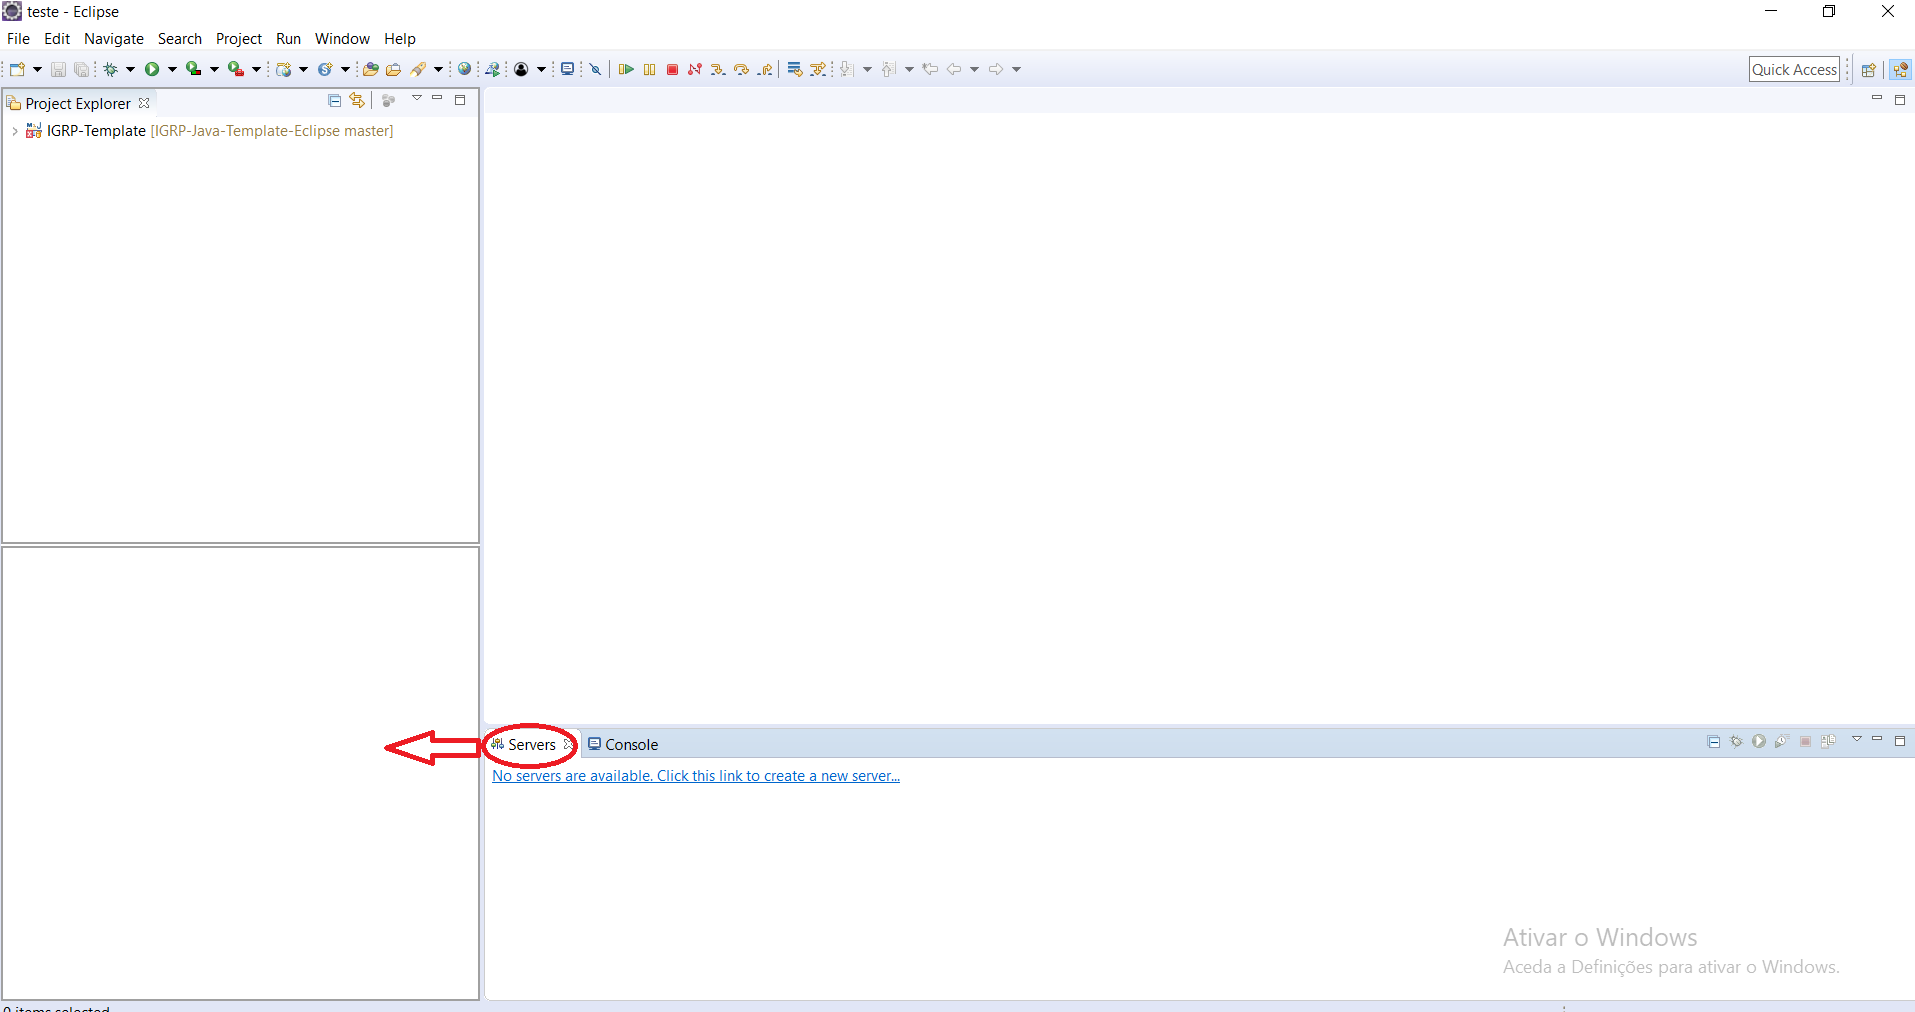 teste - Eclipse
File Edit Navigate Search Project Run Window Help
Quick Access
Project Explorer
IGRP-Template [IGRP-Java-Template-Eclipse master]
Servers Console
No servers are available. Click this link to create a new server...
Ativar o Windows
Aceda a Definições para ativar o Windows.
0 items selected